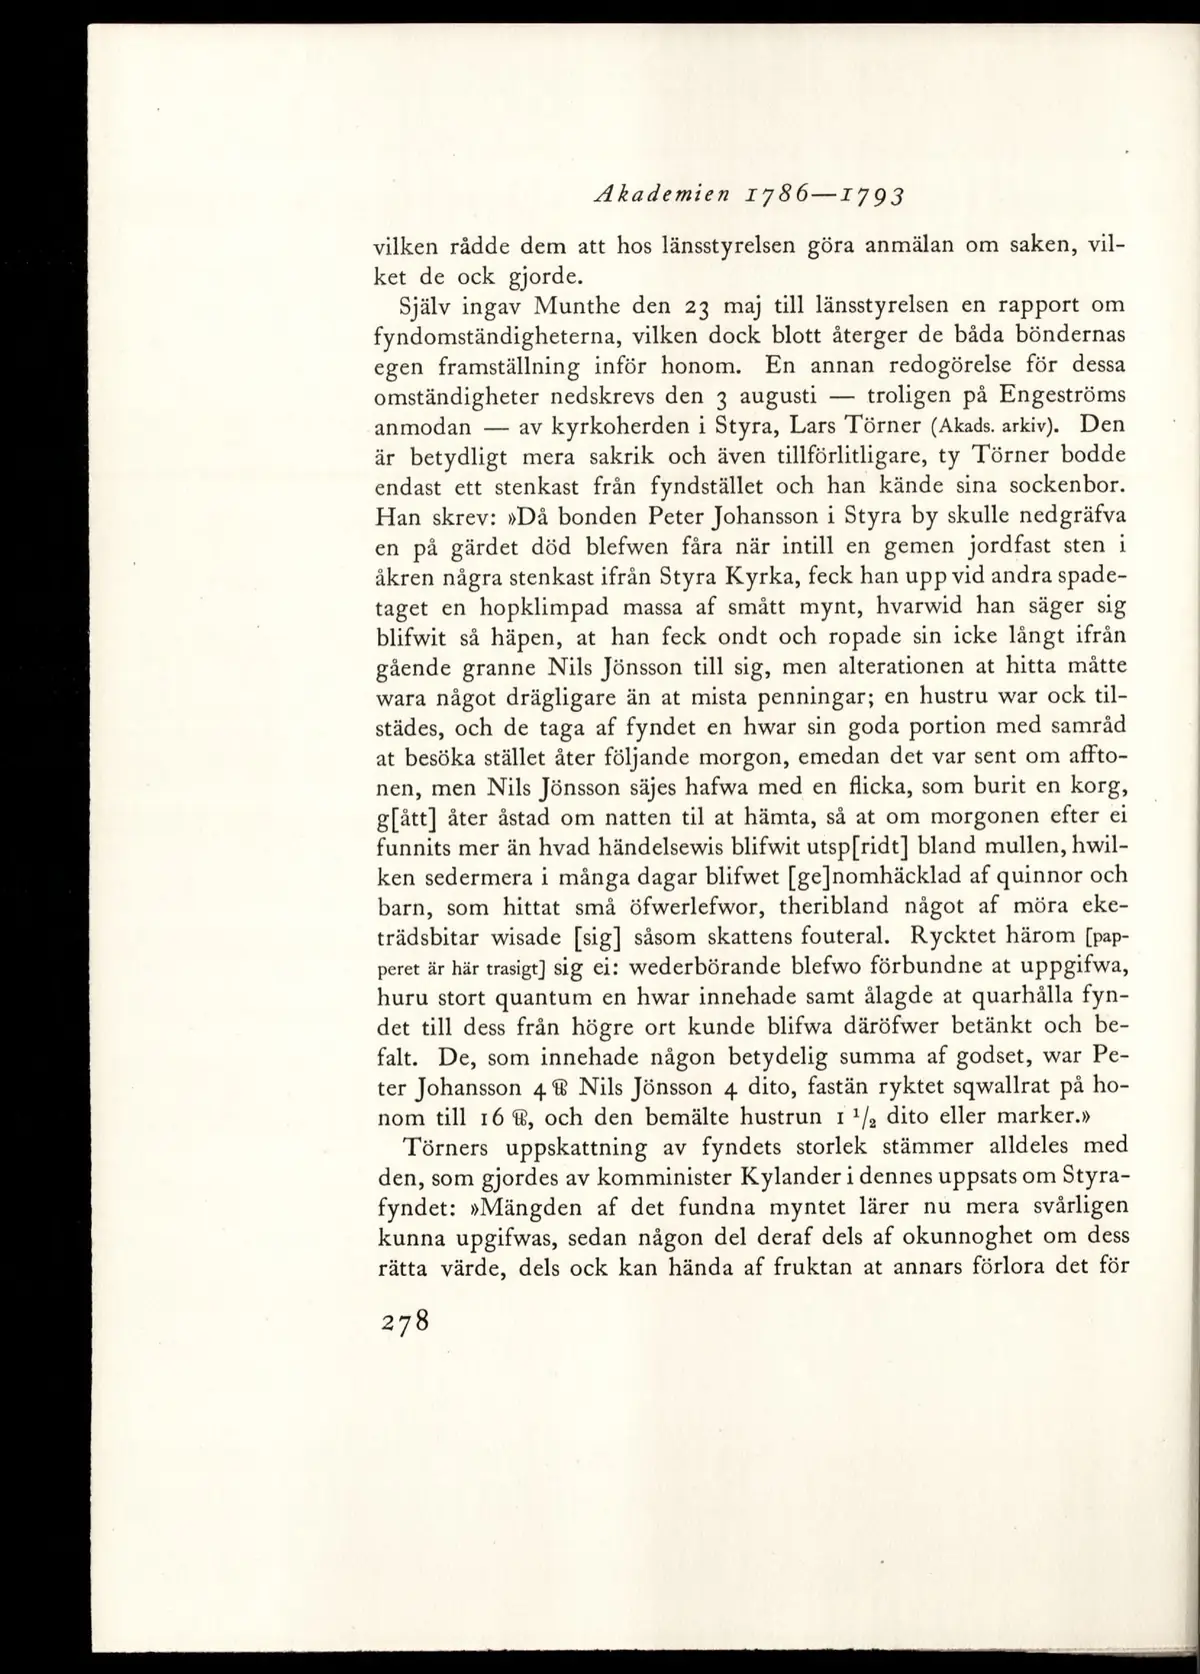 Akademien 1786—1793
vilken rådde dem att hos länsstyrelsen göra anmälan om saken, vil-
ket de ock gjorde.
Själv ingav Munthe den 23 maj till länsstyrelsen en rapport om
fyndomständigheterna, vilken dock blott återger de båda böndernas
egen framställning inför honom. En annan redogörelse för dessa
omständigheter nedskrevs den 3 augusti — troligen på Engeströms
anmodan — av kyrkoherden i Styra, Lars Törner (Akads. arkiv). Den
är betydligt mera sakrik och även tillförlitligare, ty Törner bodde
endast ett stenkast från fyndstället och han kände sina sockenbor.
Han skrev: »Då bonden Peter Johansson i Styra by skulle nedgräfva
en på gärdet död blefwen fåra när intill en gemen jordfast sten i
åkren några stenkast ifrån Styra Kyrka, feck han upp vid andra spade-
taget en hopklimpad massa af smått mynt, hvarwid han säger sig
blifwit så häpen, at han feck ondt och ropade sin icke långt ifrån
gående granne Nils Jönsson till sig, men alterationen at hitta måtte
wara något drägligare än at mista penningar; en hustru war ock til-
städes, och de taga af fyndet en hwar sin goda portion med samråd
at besöka stället åter följande morgon, emedan det var sent om affto-
nen, men Nils Jönsson säjes hafwa med en flicka, som burit en korg,
g[ått] åter åstad om natten til at hämta, så at om morgonen efter ei
funnits mer än hvad händelsewis blifwit utsp[ridt] bland mullen, hwil-
ken sedermera i många dagar blifwet [ge]nomhäcklad af quinnor och
barn, som hittat små öfwerlefwor, theribland något af möra eke-
trädsbitar wisade [sig] såsom skattens fouteral. Rycktet härom [pap-
peret är här trasigt] sig ei: wederbörande blefwo förbundne at uppgifwa,
huru stort quantum en hwar innehade samt ålagde at quarhålla fyn-
det till dess från högre ort kunde blifwa däröfwer betänkt och be-
falt. De, som innehade någon betydelig summa af godset, war Pe-
ter Johansson 4 ℔ Nils Jönsson 4 dito, fastän ryktet sqwallrat på ho-
nom till 16 ℔, och den bemälte hustrun 1 1/2 dito eller marker.»
Törners uppskattning av fyndets storlek stämmer alldeles med
den, som gjordes av komminister Kylander i dennes uppsats om Styra-
fyndet: »Mängden af det fundna myntet lärer nu mera svårligen
kunna upgifwas, sedan någon del deraf dels af okunnoghet om dess
rätta värde, dels ock kan hända af fruktan at annars förlora det för
278